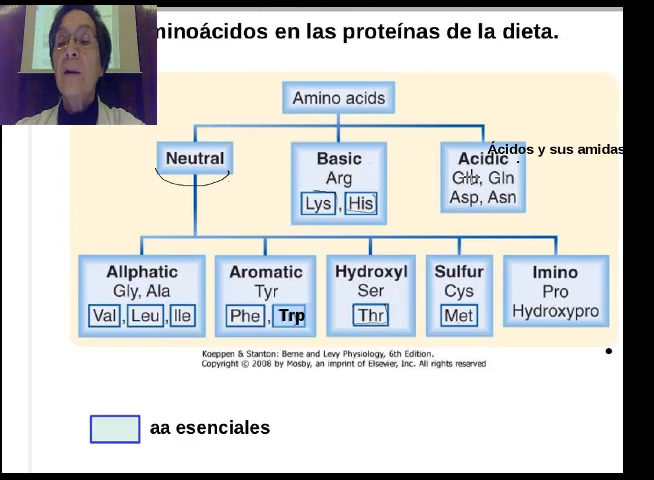 minoácidos en las proteínas de la dieta.
Amino acids
Neutral
Basic
Arg
Lys, His
Ácidos y sus amidas
Acidic
Glu, Gln
Asp, Asn
Aliphatic
Gly, Ala
Val, Leu, Ile
Aromatic
Tyr
Phe, Trp
Hydroxyl
Ser
Thr
Sulfur
Cys
Met
Imino
Pro
Hydroxypro
Koeppen & Stanton: Berne and Levy Physiology, 6th Edition.
Copyright © 2008 by Mosby, an imprint of Elsevier, Inc. All rights reserved
aa esenciales